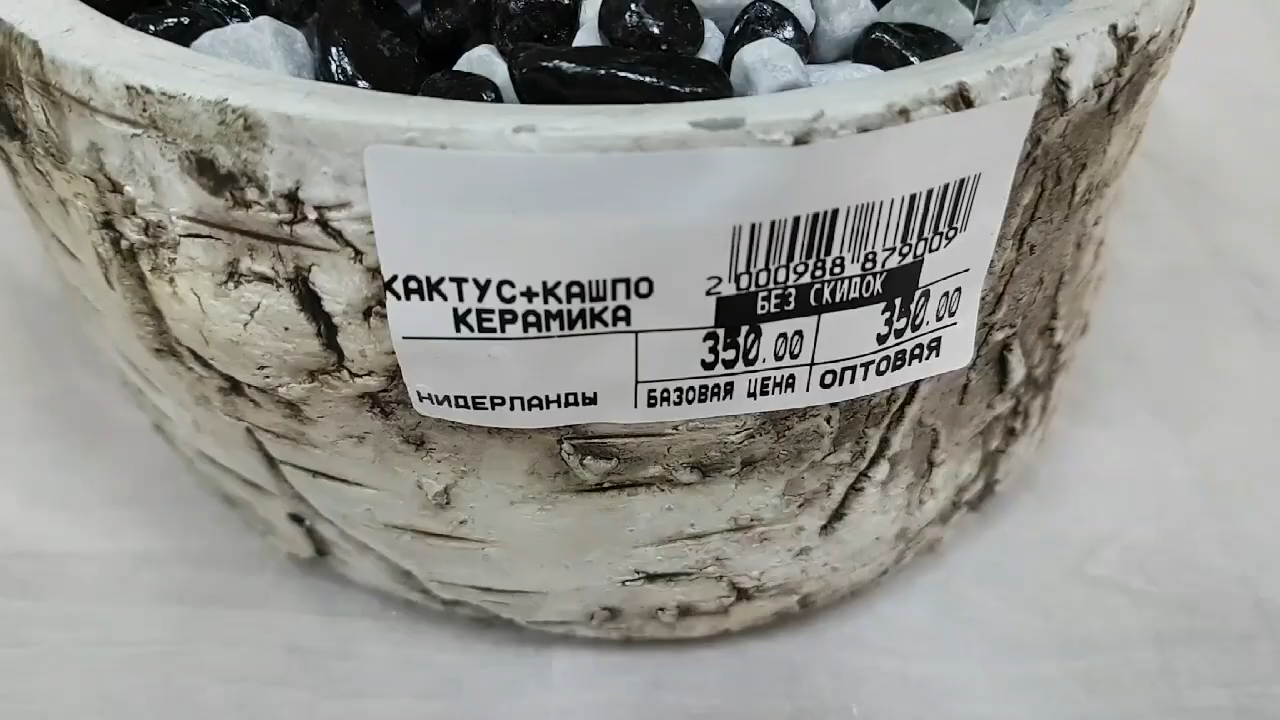 2 000988 879009
КАКТУС+КАШПО
КЕРАМИКА
БЕЗ СКИДОК
350.00
350.00
НИДЕРЛАНДЫ
БАЗОВАЯ ЦЕНА
ОПТОВАЯ